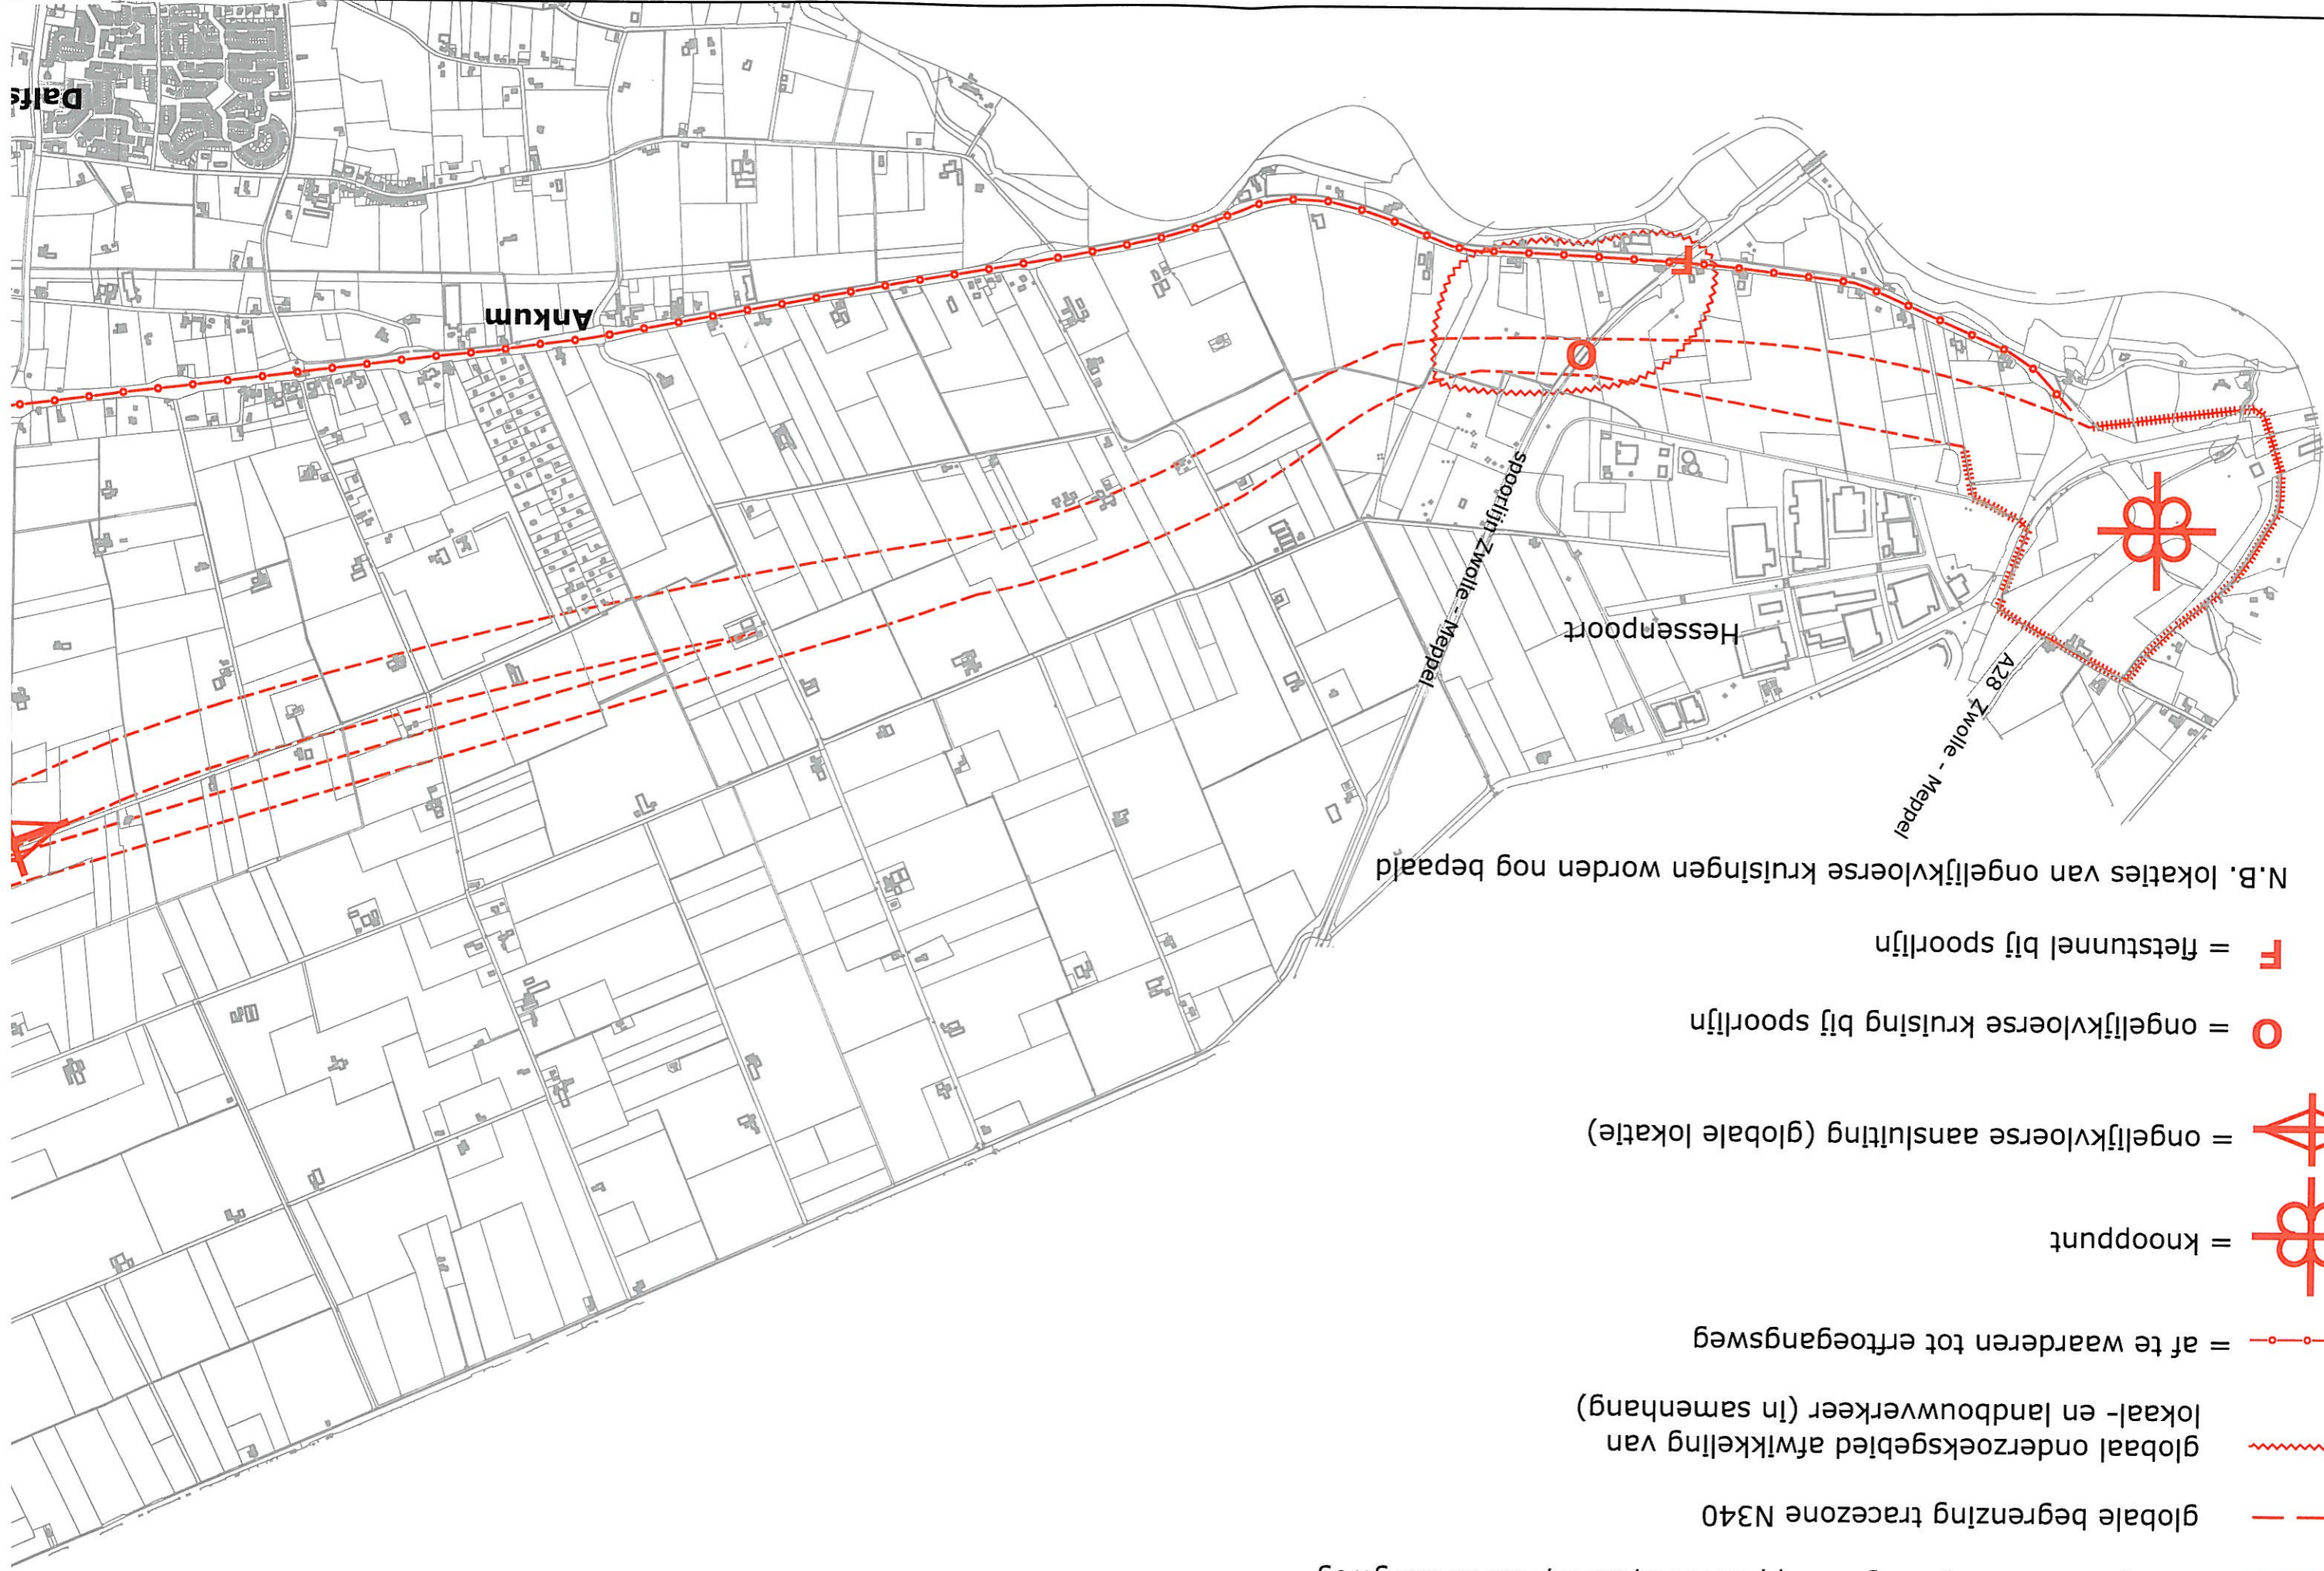 globale begrenzing tracezone N340
globaal onderzoeksgebied afwikkeling van
lokaal- en landbouwverkeer (in samenhang)
= af te waarderen tot erftoegangsweg
= knooppunt
= ongelijkvloerse aansluiting (globale lokatie)
O = ongelijkvloerse kruising bij spoorlijn
F = fietstunnel bij spoorlijn
N.B. lokaties van ongelijkvloerse kruisingen worden nog bepaald
A28 Zwolle - Meppel
Hessenpoort
spoorlijn Zwolle - Meppel
O
F
Ankum
Dalfs